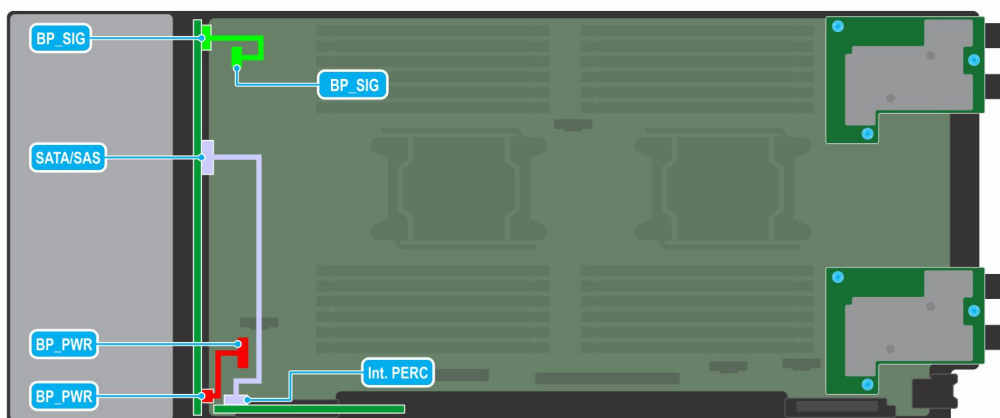 BP_SIG
BP_SIG
SATA/SAS
BP_PWR
Int. PERC
BP_PWR